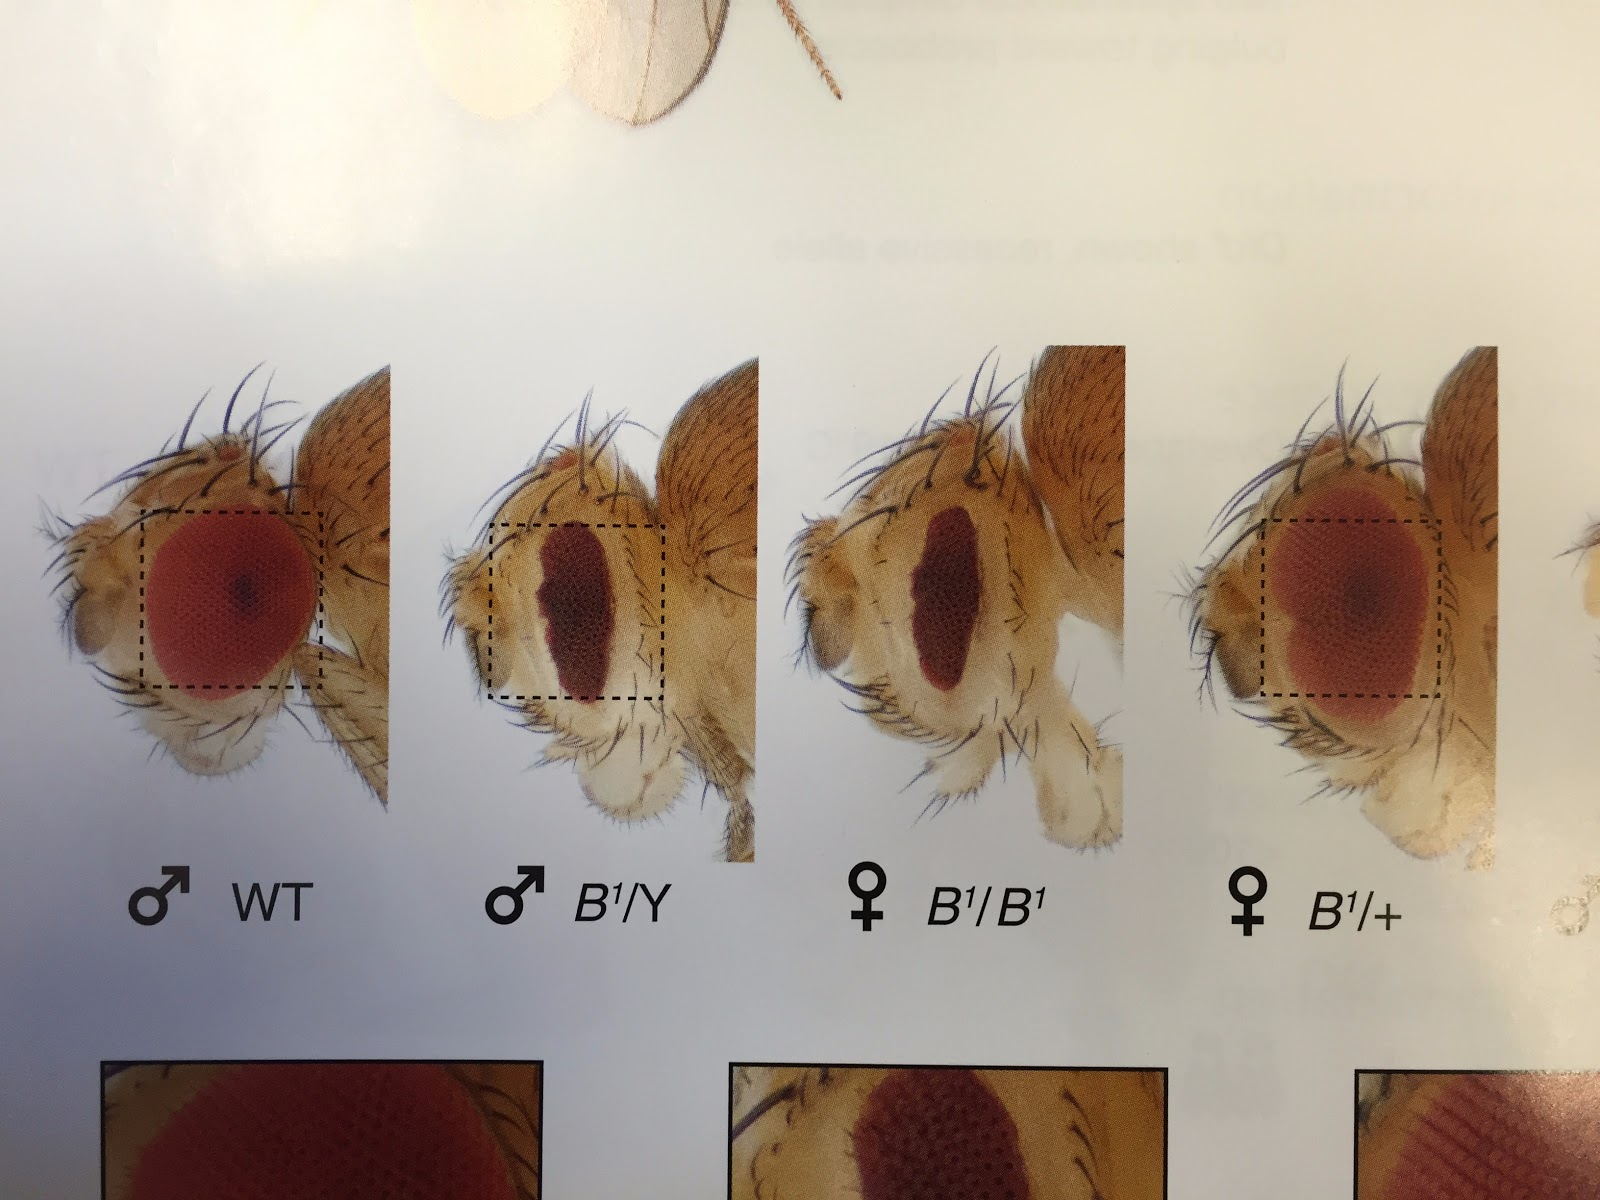 ♂ WT
♂ B¹/Y
♀ B¹/B¹
♀ B¹/+